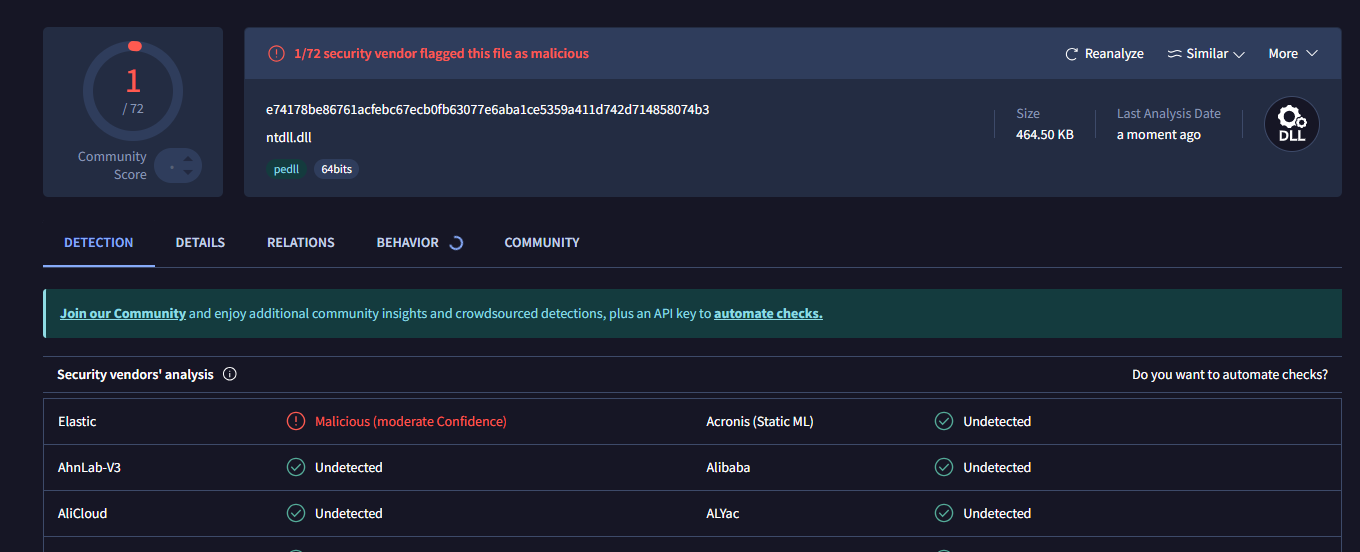 1
/ 72
Community
Score
1/72 security vendor flagged this file as malicious
Reanalyze
Similar
More
e74178be86761acfebc67ecb0fb63077e6aba1ce5359a411d742d714858074b3
ntdll.dll
pedll
64bits
Size
464.50 KB
Last Analysis Date
a moment ago
DLL
DETECTION DETAILS RELATIONS BEHAVIOR COMMUNITY
Join our Community and enjoy additional community insights and crowdsourced detections, plus an API key to automate checks.
Security vendors' analysis Do you want to automate checks?
Elastic Malicious (moderate Confidence) Acronis (Static ML) Undetected
AhnLab-V3 Undetected Alibaba Undetected
AliCloud Undetected ALYac Undetected